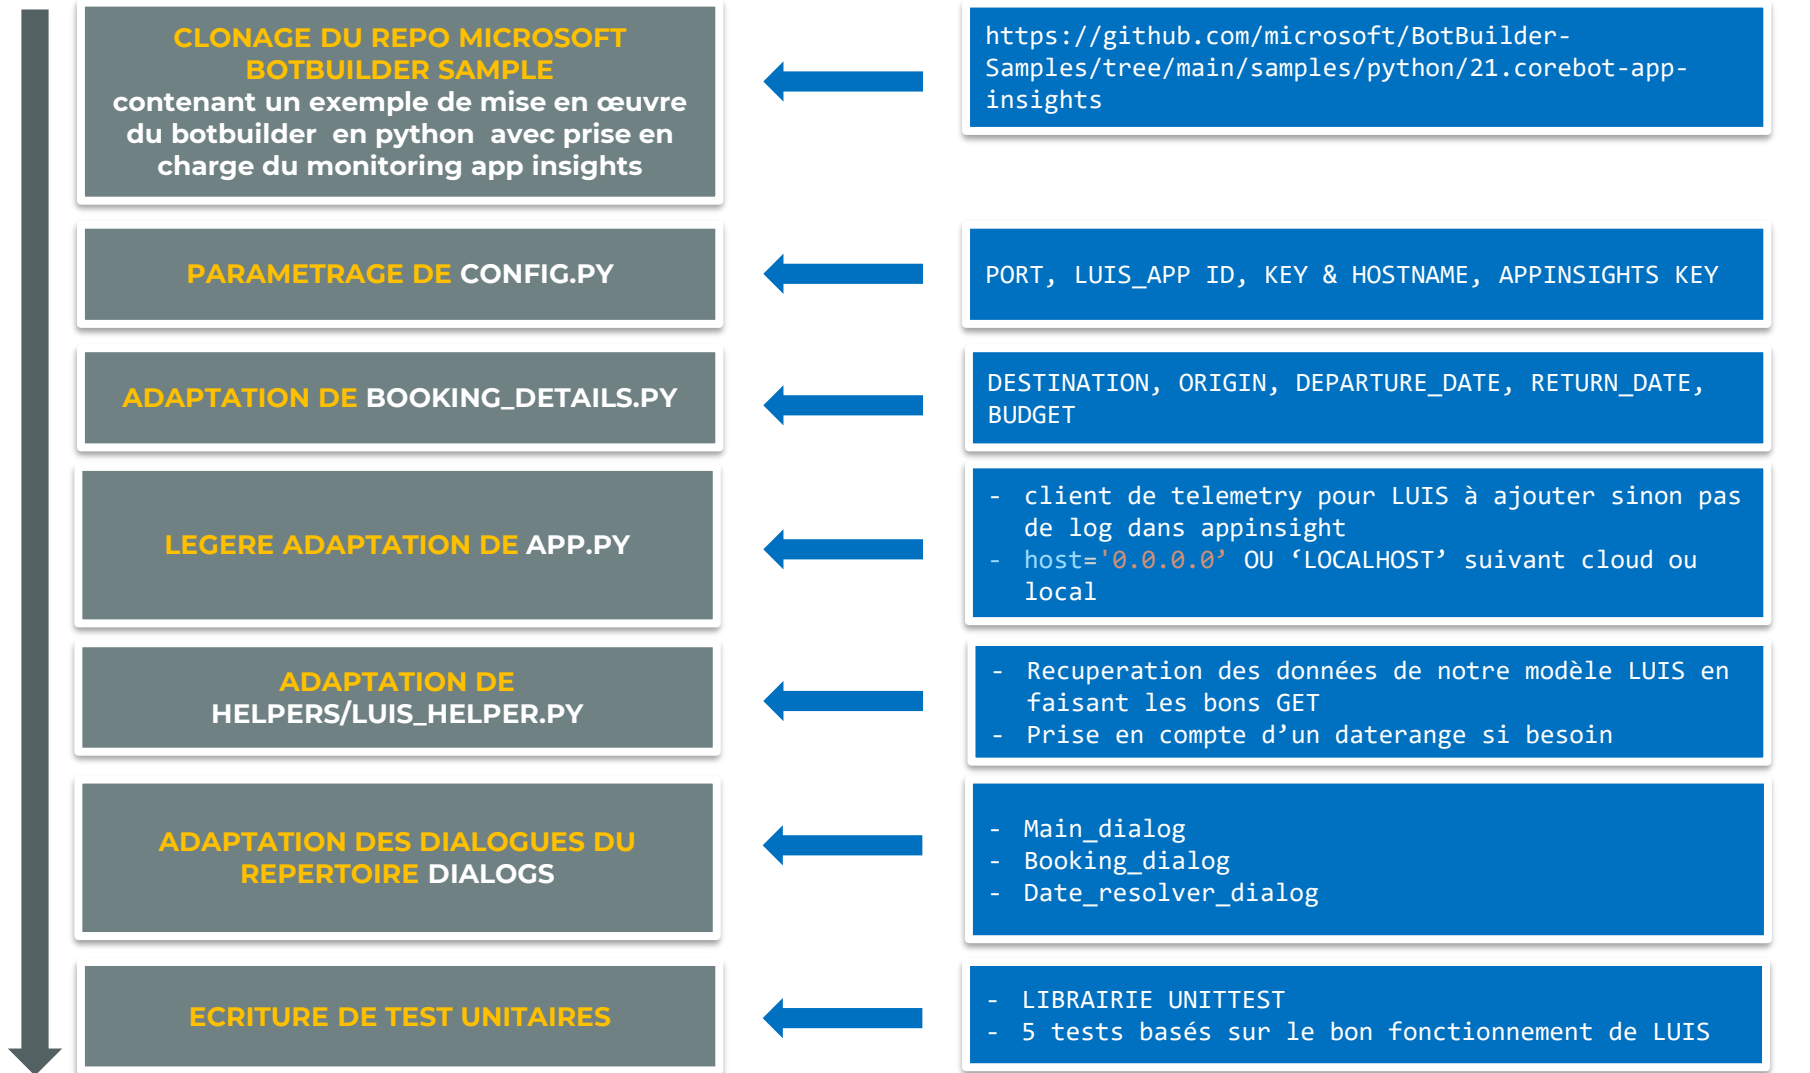 CLONAGE DU REPO MICROSOFT
BOTBUILDER SAMPLE
contenant un exemple de mise en œuvre
du botbuilder en python avec prise en
charge du monitoring app insights
https://github.com/microsoft/BotBuilder-
Samples/tree/main/samples/python/21.corebot-app-
insights
PARAMETRAGE DE CONFIG.PY
PORT, LUIS_APP ID, KEY & HOSTNAME, APPINSIGHTS KEY
ADAPTATION DE BOOKING_DETAILS.PY
DESTINATION, ORIGIN, DEPARTURE_DATE, RETURN_DATE,
BUDGET
LEGERE ADAPTATION DE APP.PY
- client de telemetry pour LUIS à ajouter sinon pas
de log dans appinsight
- host='0.0.0.0’ OU ‘LOCALHOST’ suivant cloud ou
local
ADAPTATION DE
HELPERS/LUIS_HELPER.PY
- Recuperation des données de notre modèle LUIS en
faisant les bons GET
- Prise en compte d’un daterange si besoin
ADAPTATION DES DIALOGUES DU
REPERTOIRE DIALOGS
- Main_dialog
- Booking_dialog
- Date_resolver_dialog
ECRITURE DE TEST UNITAIRES
- LIBRAIRIE UNITTEST
- 5 tests basés sur le bon fonctionnement de LUIS